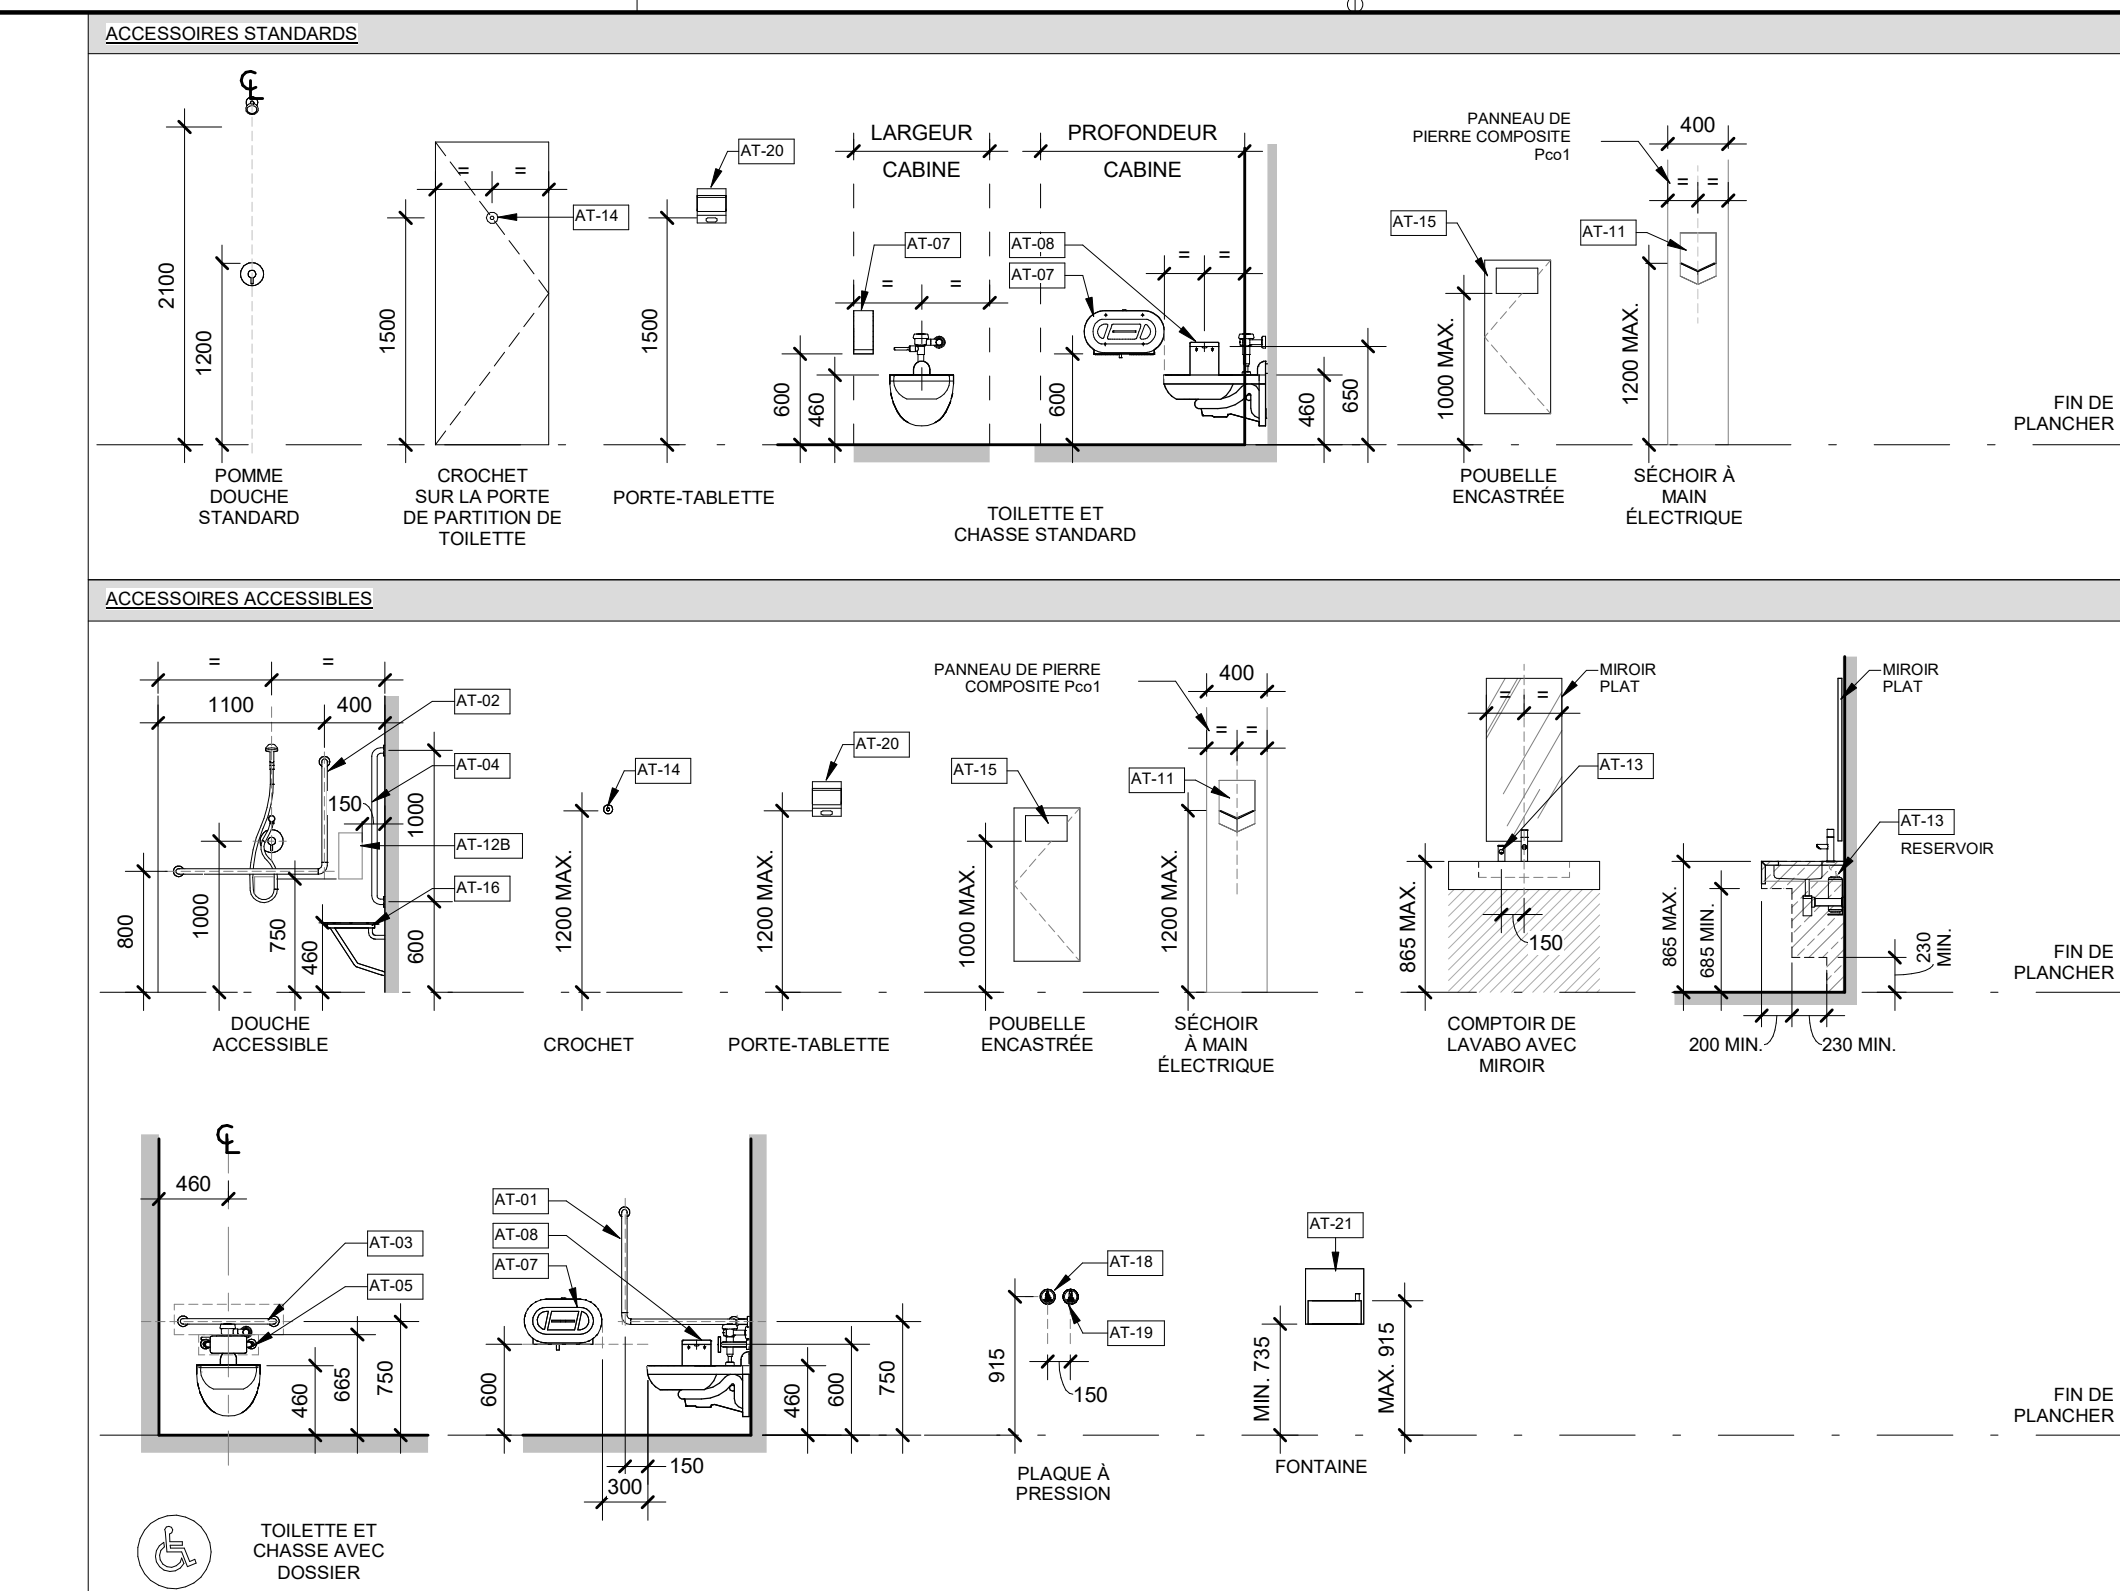 ACCESSOIRES STANDARDS
℄
2100
1200
POMME
DOUCHE
STANDARD
= =
AT-14
1500
CROCHET
SUR LA PORTE
DE PARTITION DE
TOILETTE
AT-20
1500
PORTE-TABLETTE
LARGEUR
CABINE
PROFONDEUR
CABINE
AT-07
AT-08
AT-07
= =
= =
600
460
600
460
650
TOILETTE ET
CHASSE STANDARD
PANNEAU DE
PIERRE COMPOSITE
Pco1
400
= =
AT-15
AT-11
1000 MAX.
1200 MAX.
POUBELLE
ENCASTRÉE
SÉCHOIR À
MAIN
ÉLECTRIQUE
FIN DE
PLANCHER
ACCESSOIRES ACCESSIBLES
= =
1100
400
AT-02
AT-04
150
1000
AT-12B
AT-16
800
1000
750
460
600
DOUCHE
ACCESSIBLE
AT-14
1200 MAX.
CROCHET
AT-20
1200 MAX.
PORTE-TABLETTE
PANNEAU DE PIERRE
COMPOSITE Pco1
400
= =
AT-15
AT-11
1000 MAX.
1200 MAX.
POUBELLE
ENCASTRÉE
SÉCHOIR
À MAIN
ÉLECTRIQUE
MIROIR
PLAT
= =
AT-13
865 MAX.
150
COMPTOIR DE
LAVABO AVEC
MIROIR
MIROIR
PLAT
AT-13
RESERVOIR
865 MAX.
685 MIN.
230
MIN.
200 MIN.
230 MIN.
FIN DE
PLANCHER
℄
460
AT-03
AT-05
460
665
750
AT-01
AT-08
AT-07
600
460
600
750
150
300
TOILETTE ET
CHASSE AVEC
DOSSIER
AT-18
AT-19
915
150
PLAQUE À
PRESSION
AT-21
MIN. 735
MAX. 915
FONTAINE
FIN DE
PLANCHER